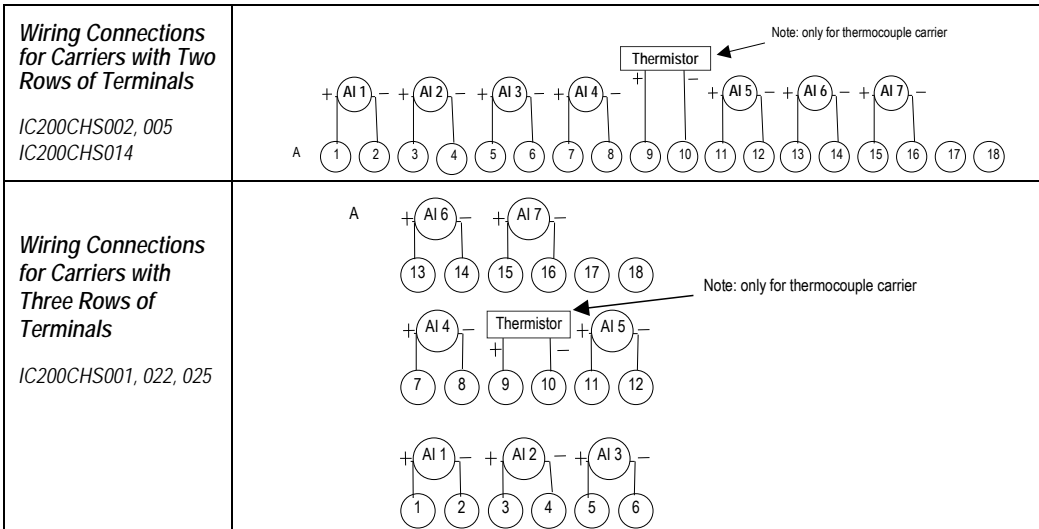 Wiring Connections
for Carriers with Two
Rows of Terminals
IC200CHS002, 005
IC200CHS014
Note: only for thermocouple carrier
Thermistor
+ −
+ AI 1 − + AI 2 − + AI 3 − + AI 4 − + AI 5 − + AI 6 − + AI 7 −
A 1 2 3 4 5 6 7 8 9 10 11 12 13 14 15 16 17 18
Wiring Connections
for Carriers with
Three Rows of
Terminals
IC200CHS001, 022, 025
A
+ AI 6 − + AI 7 −
13 14 15 16 17 18
Note: only for thermocouple carrier
+ AI 4 − Thermistor + AI 5 −
+ −
7 8 9 10 11 12
+ AI 1 − + AI 2 − + AI 3 −
1 2 3 4 5 6